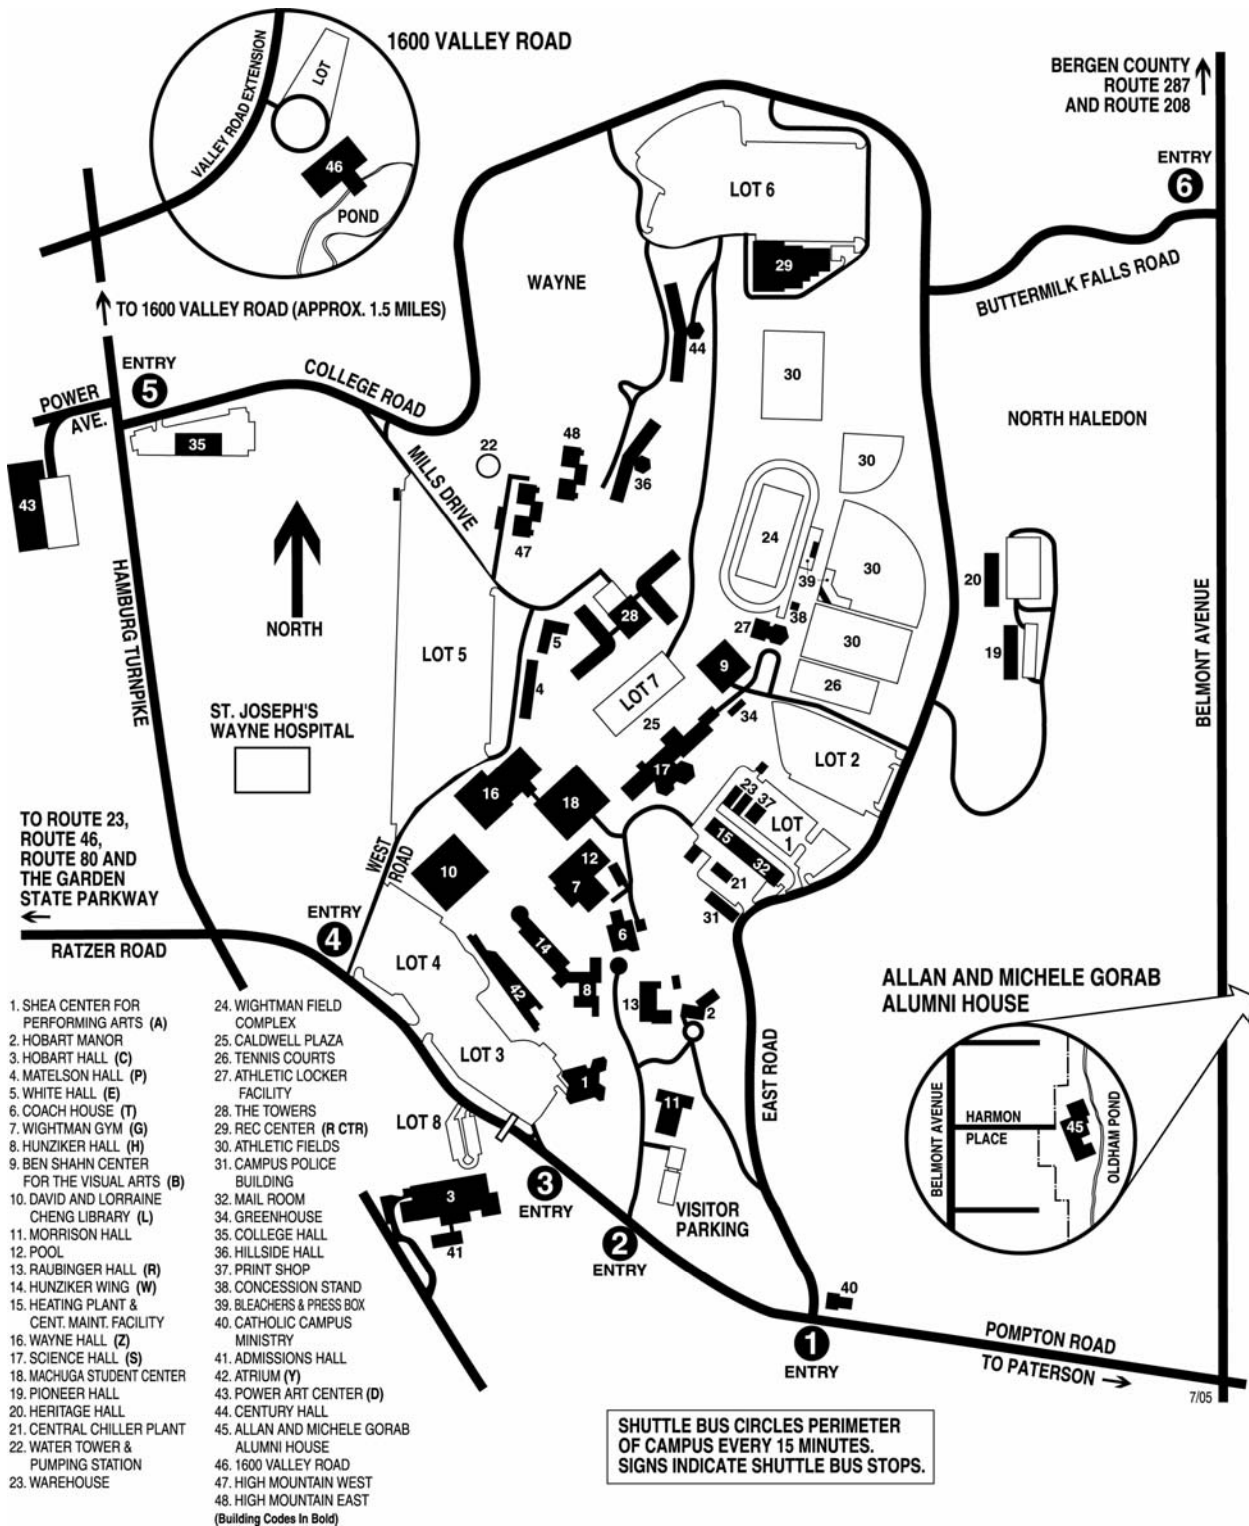 1600 VALLEY ROAD
LOT
VALLEY ROAD EXTENSION
46
POND
BERGEN COUNTY
ROUTE 287
AND ROUTE 208
ENTRY
6
LOT 6
29
WAYNE
BUTTERMILK FALLS ROAD
TO 1600 VALLEY ROAD (APPROX. 1.5 MILES)
ENTRY
5
44
COLLEGE ROAD
30
POWER
AVE.
NORTH HALEDON
35
48
22
30
MILLS DRIVE
36
43
47
24
HAMBURG TURNPIKE
39
30
20
BELMONT AVENUE
NORTH
28
38
27
30
5
19
LOT 5
9
4
LOT 7
26
ST. JOSEPH'S
WAYNE HOSPITAL
34
25
LOT 2
17
16
18
23
37
LOT
1
TO ROUTE 23,
ROUTE 46,
ROUTE 80 AND
THE GARDEN
STATE PARKWAY
15
WEST
ROAD
12
32
10
21
7
31
ENTRY
4
6
RATZER ROAD
14
LOT 4
ALLAN AND MICHELE GORAB
ALUMNI HOUSE
42
8
13
2
LOT 3
1
EAST ROAD
11
LOT 8
HARMON
PLACE
45
BELMONT AVENUE
OLDHAM POND
3
3
ENTRY
VISITOR
PARKING
41
2
ENTRY
40
1
ENTRY
POMPTON ROAD
TO PATERSON
7/05
1. SHEA CENTER FOR
PERFORMING ARTS (A)
2. HOBART MANOR
3. HOBART HALL (C)
4. MATELSON HALL (P)
5. WHITE HALL (E)
6. COACH HOUSE (T)
7. WIGHTMAN GYM (G)
8. HUNZIKER HALL (H)
9. BEN SHAHN CENTER
FOR THE VISUAL ARTS (B)
10. DAVID AND LORRAINE
CHENG LIBRARY (L)
11. MORRISON HALL
12. POOL
13. RAUBINGER HALL (R)
14. HUNZIKER WING (W)
15. HEATING PLANT &
CENT. MAINT. FACILITY
16. WAYNE HALL (Z)
17. SCIENCE HALL (S)
18. MACHUGA STUDENT CENTER
19. PIONEER HALL
20. HERITAGE HALL
21. CENTRAL CHILLER PLANT
22. WATER TOWER &
PUMPING STATION
23. WAREHOUSE
24. WIGHTMAN FIELD
COMPLEX
25. CALDWELL PLAZA
26. TENNIS COURTS
27. ATHLETIC LOCKER
FACILITY
28. THE TOWERS
29. REC CENTER (R CTR)
30. ATHLETIC FIELDS
31. CAMPUS POLICE
BUILDING
32. MAIL ROOM
34. GREENHOUSE
35. COLLEGE HALL
36. HILLSIDE HALL
37. PRINT SHOP
38. CONCESSION STAND
39. BLEACHERS & PRESS BOX
40. CATHOLIC CAMPUS
MINISTRY
41. ADMISSIONS HALL
42. ATRIUM (Y)
43. POWER ART CENTER (D)
44. CENTURY HALL
45. ALLAN AND MICHELE GORAB
ALUMNI HOUSE
46. 1600 VALLEY ROAD
47. HIGH MOUNTAIN WEST
48. HIGH MOUNTAIN EAST
(Building Codes In Bold)
SHUTTLE BUS CIRCLES PERIMETER
OF CAMPUS EVERY 15 MINUTES.
SIGNS INDICATE SHUTTLE BUS STOPS.